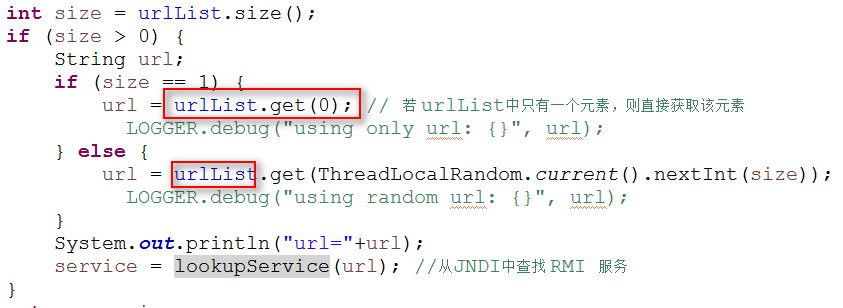 int size = urlList.size();
if (size > 0) {
String url;
if (size == 1) {
url = urlList.get(0); // 若 urlList中只有一个元素，则直接获取该元素
LOGGER.debug("using only url: {}", url);
} else {
url = urlList.get(ThreadLocalRandom.current().nextInt(size));
LOGGER.debug("using random url: {}", url);
}
System.out.println("url="+url);
service = lookupService(url); //从JNDI中查找 RMI 服务
}